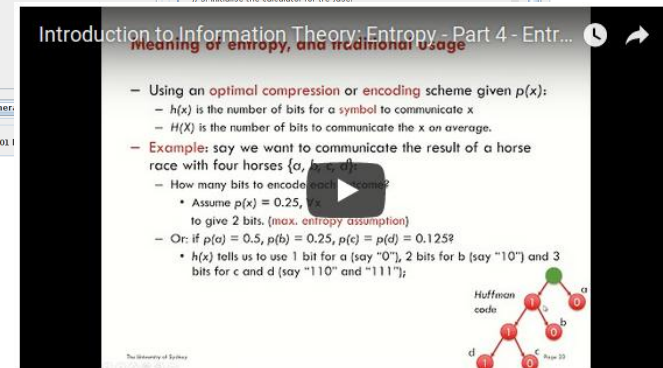 Introduction to Information Theory: Entropy - Part 4 - Entr...
Meaning of entropy, and traditional usage
– Using an optimal compression or encoding scheme given p(x):
– h(x) is the number of bits for a symbol to communicate x
– H(X) is the number of bits to communicate the x on average.
– Example: say we want to communicate the result of a horse
race with four horses {a, b, c, d}:
– How many bits to encode each outcome?
• Assume p(x) = 0.25, ∀x
to give 2 bits. (max. entropy assumption)
– Or: if p(a) = 0.5, p(b) = 0.25, p(c) = p(d) = 0.125?
• h(x) tells us to use 1 bit for a (say "0"), 2 bits for b (say "10") and 3
bits for c and d (say "110" and "111");
Huffman
code
a
1
0
b
1
0
d
c
1
0
The University of Sydney
Page 23